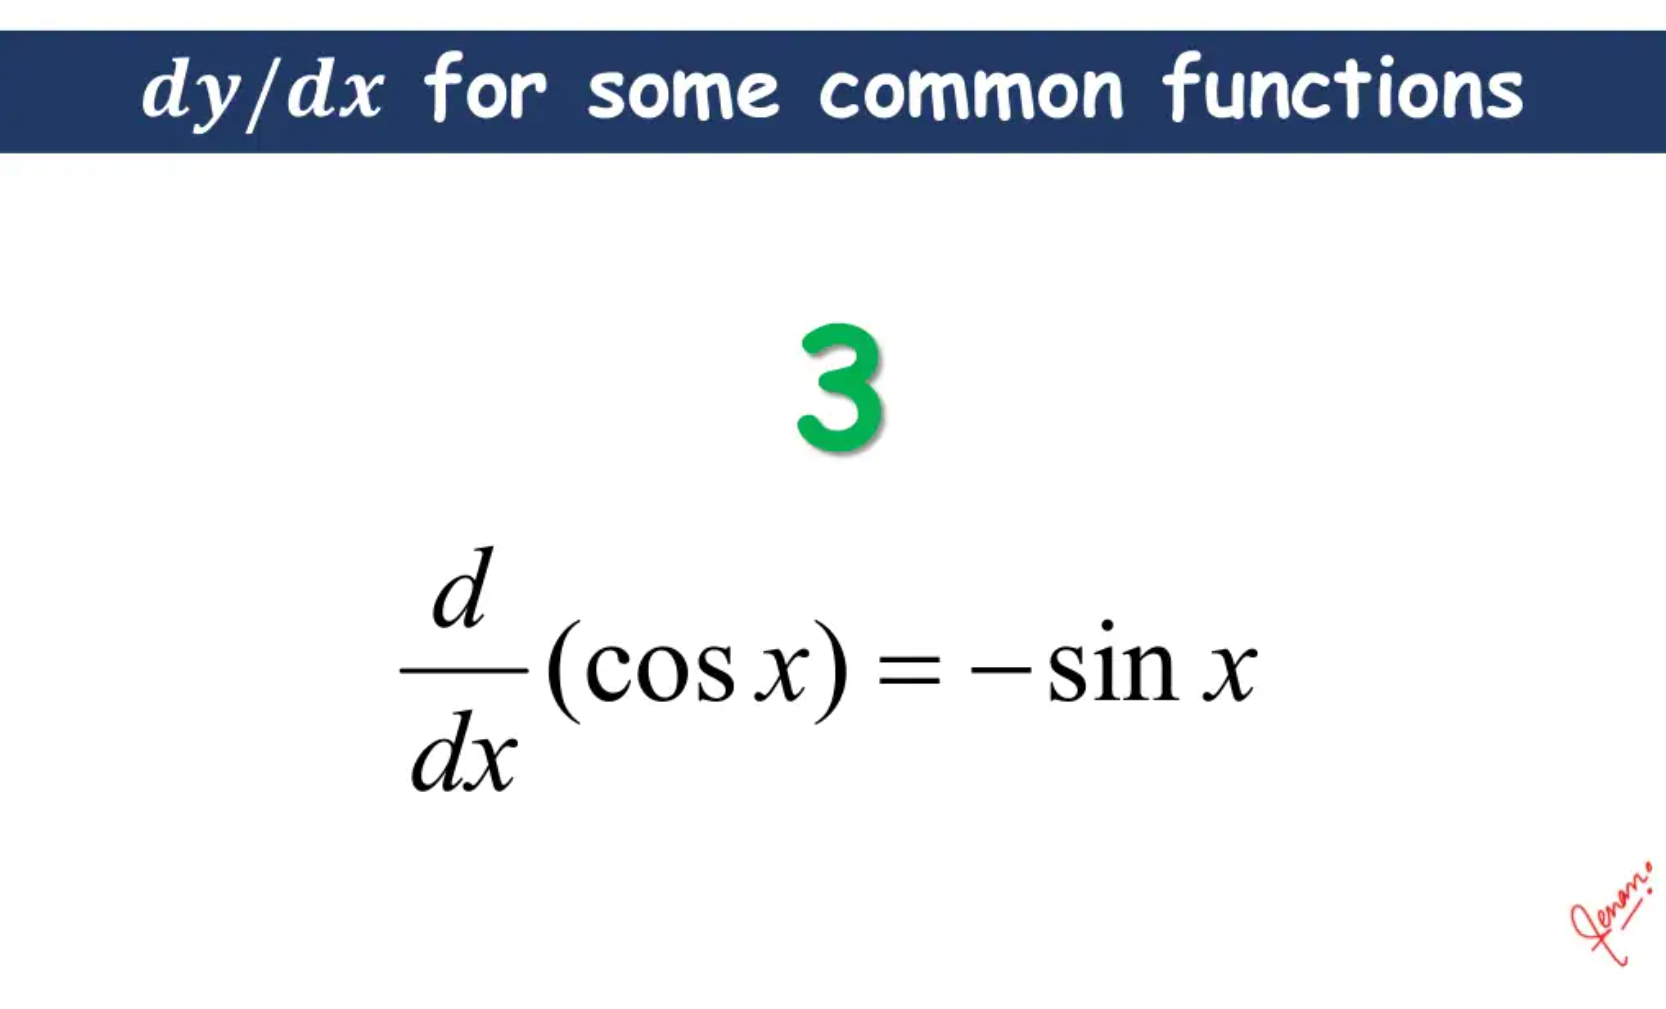 dy/dx for some common functions
3
d/dx (cos x) = − sin x